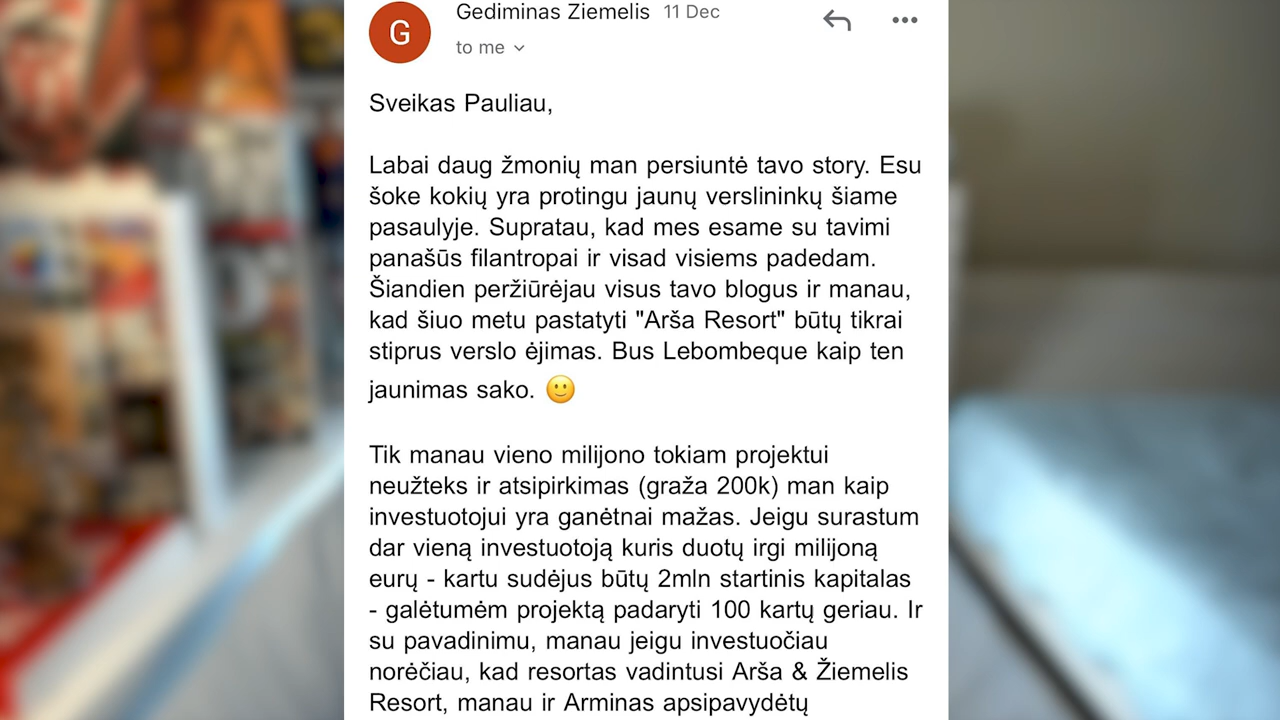 Gediminas Ziemelis 11 Dec
G
to me
Sveikas Pauliau,
Labai daug žmonių man persiuntė tavo story. Esu
šoke kokių yra protingu jaunų verslininkų šiame
pasaulyje. Supratau, kad mes esame su tavimi
panašūs filantropai ir visad visiems padedam.
Šiandien peržiūrėjau visus tavo blogus ir manau,
kad šiuo metu pastatyti "Arša Resort" būtų tikrai
stiprus verslo ėjimas. Bus Lebombeque kaip ten
jaunimas sako. 🙂
Tik manau vieno milijono tokiam projektui
neužteks ir atsipirkimas (graža 200k) man kaip
investuotojui yra ganėtnai mažas. Jeigu surastum
dar vieną investuotoją kuris duotų irgi milijoną
eurų - kartu sudėjus būtų 2mln startinis kapitalas
- galėtumėm projektą padaryti 100 kartų geriau. Ir
su pavadinimu, manau jeigu investuočiau
norėčiau, kad resortas vadintusi Arša & Žiemelis
Resort, manau ir Arminas apsipavydėtų